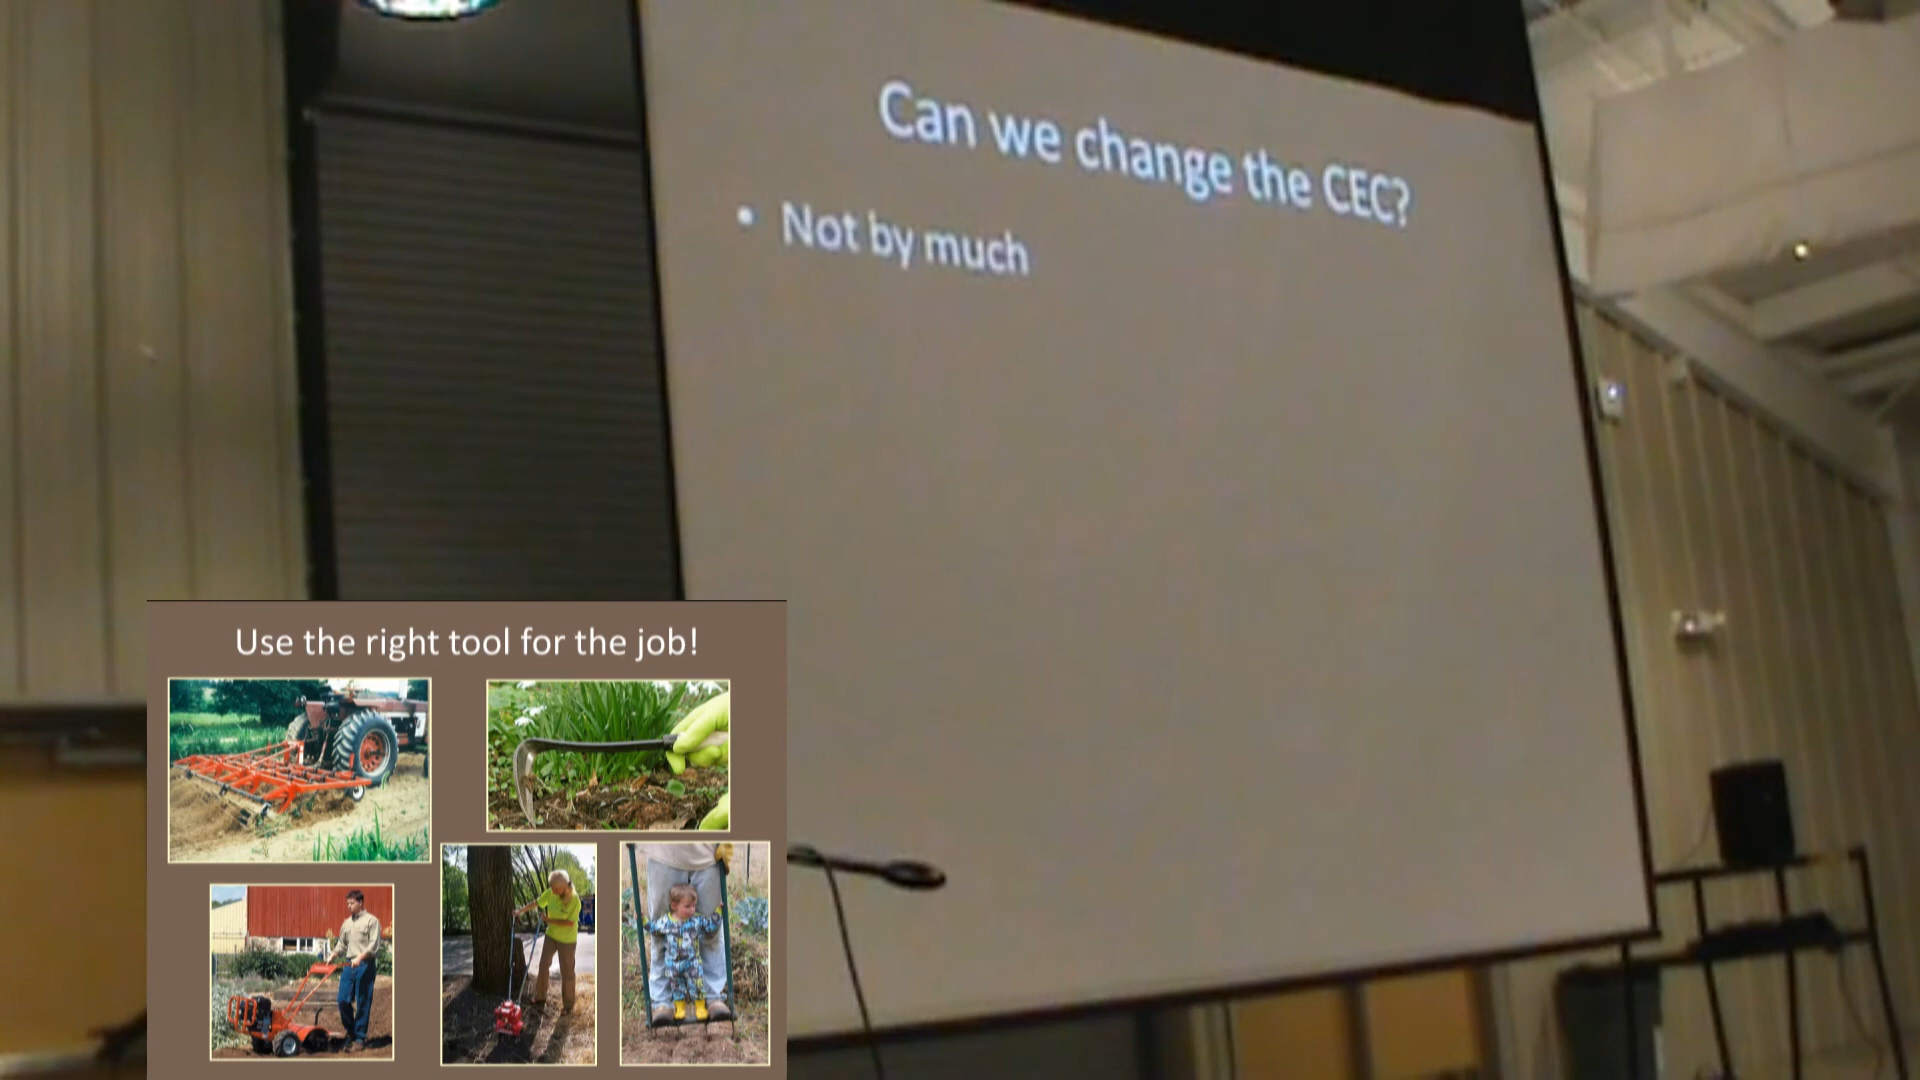 Can we change the CEC?
• Not by much
Use the right tool for the job!